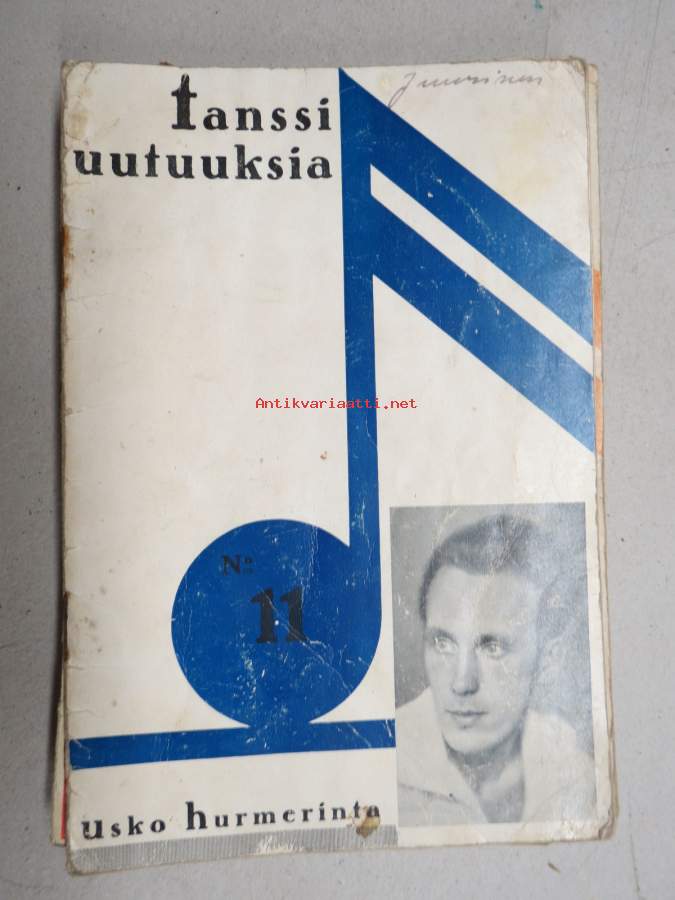 tanssi
uutuuksia
Antikvariaatti.net
No
11
usko hurmerinta